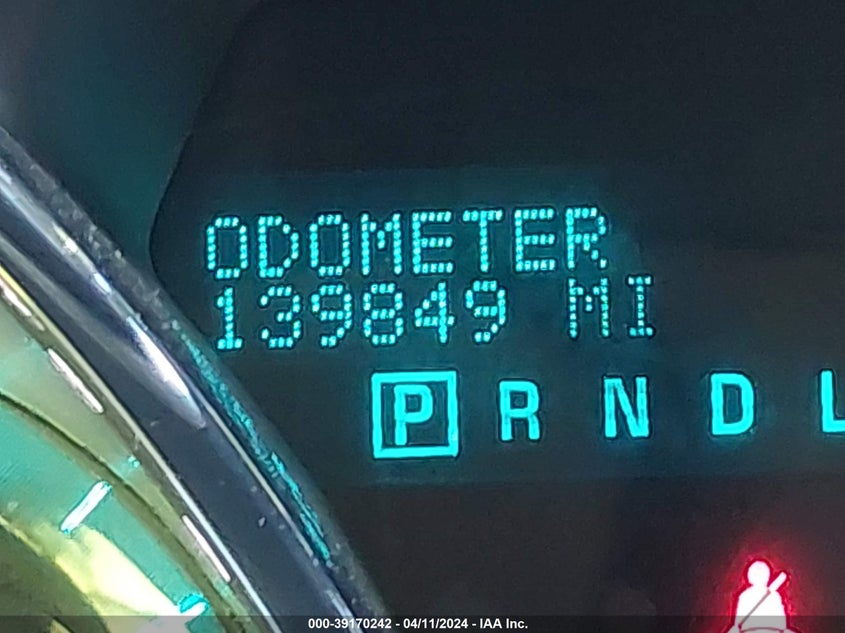 ODOMETER
139849 MI
P R N D L
000-39170242 - 04/11/2024 - IAA Inc.